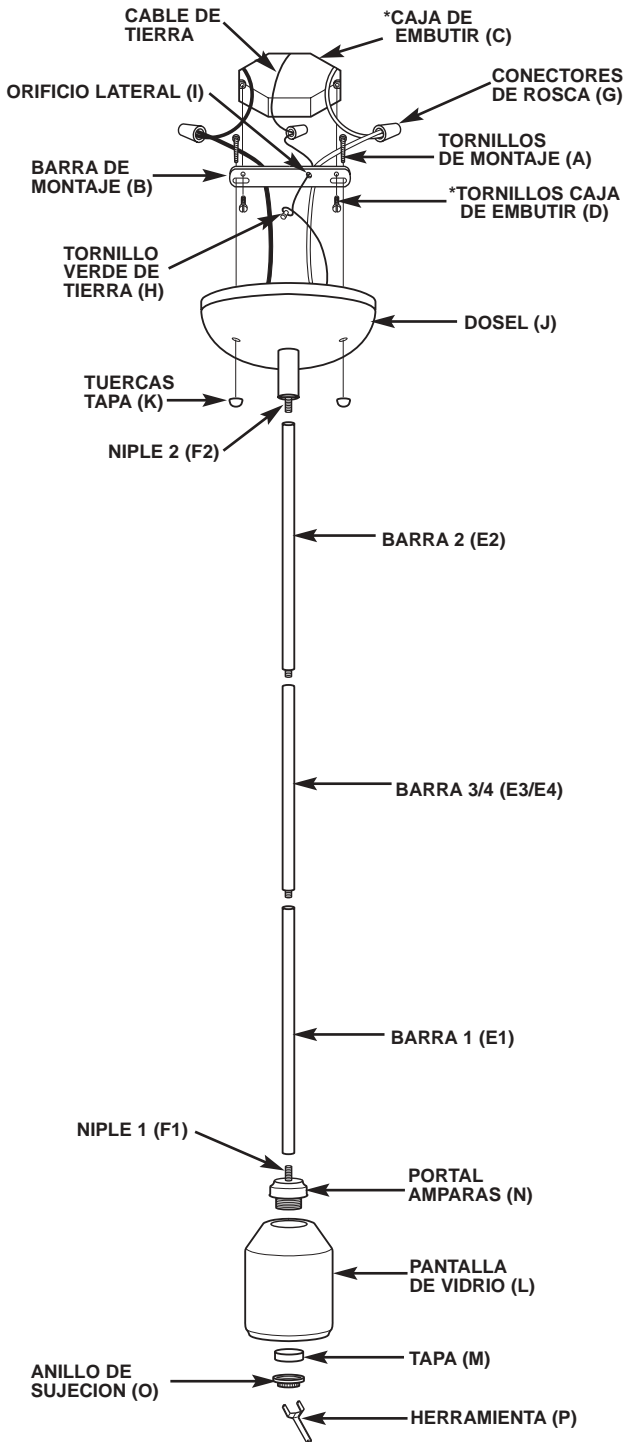 CABLE DE
TIERRA
*CAJA DE
EMBUTIR (C)
ORIFICIO LATERAL (I)
CONECTORES
DE ROSCA (G)
TORNILLOS
DE MONTAJE (A)
BARRA DE
MONTAJE (B)
*TORNILLOS CAJA
DE EMBUTIR (D)
TORNILLO
VERDE DE
TIERRA (H)
DOSEL (J)
TUERCAS
TAPA (K)
NIPLE 2 (F2)
BARRA 2 (E2)
BARRA 3/4 (E3/E4)
BARRA 1 (E1)
NIPLE 1 (F1)
PORTAL
AMPARAS (N)
PANTALLA
DE VIDRIO (L)
TAPA (M)
ANILLO DE
SUJECION (O)
HERRAMIENTA (P)